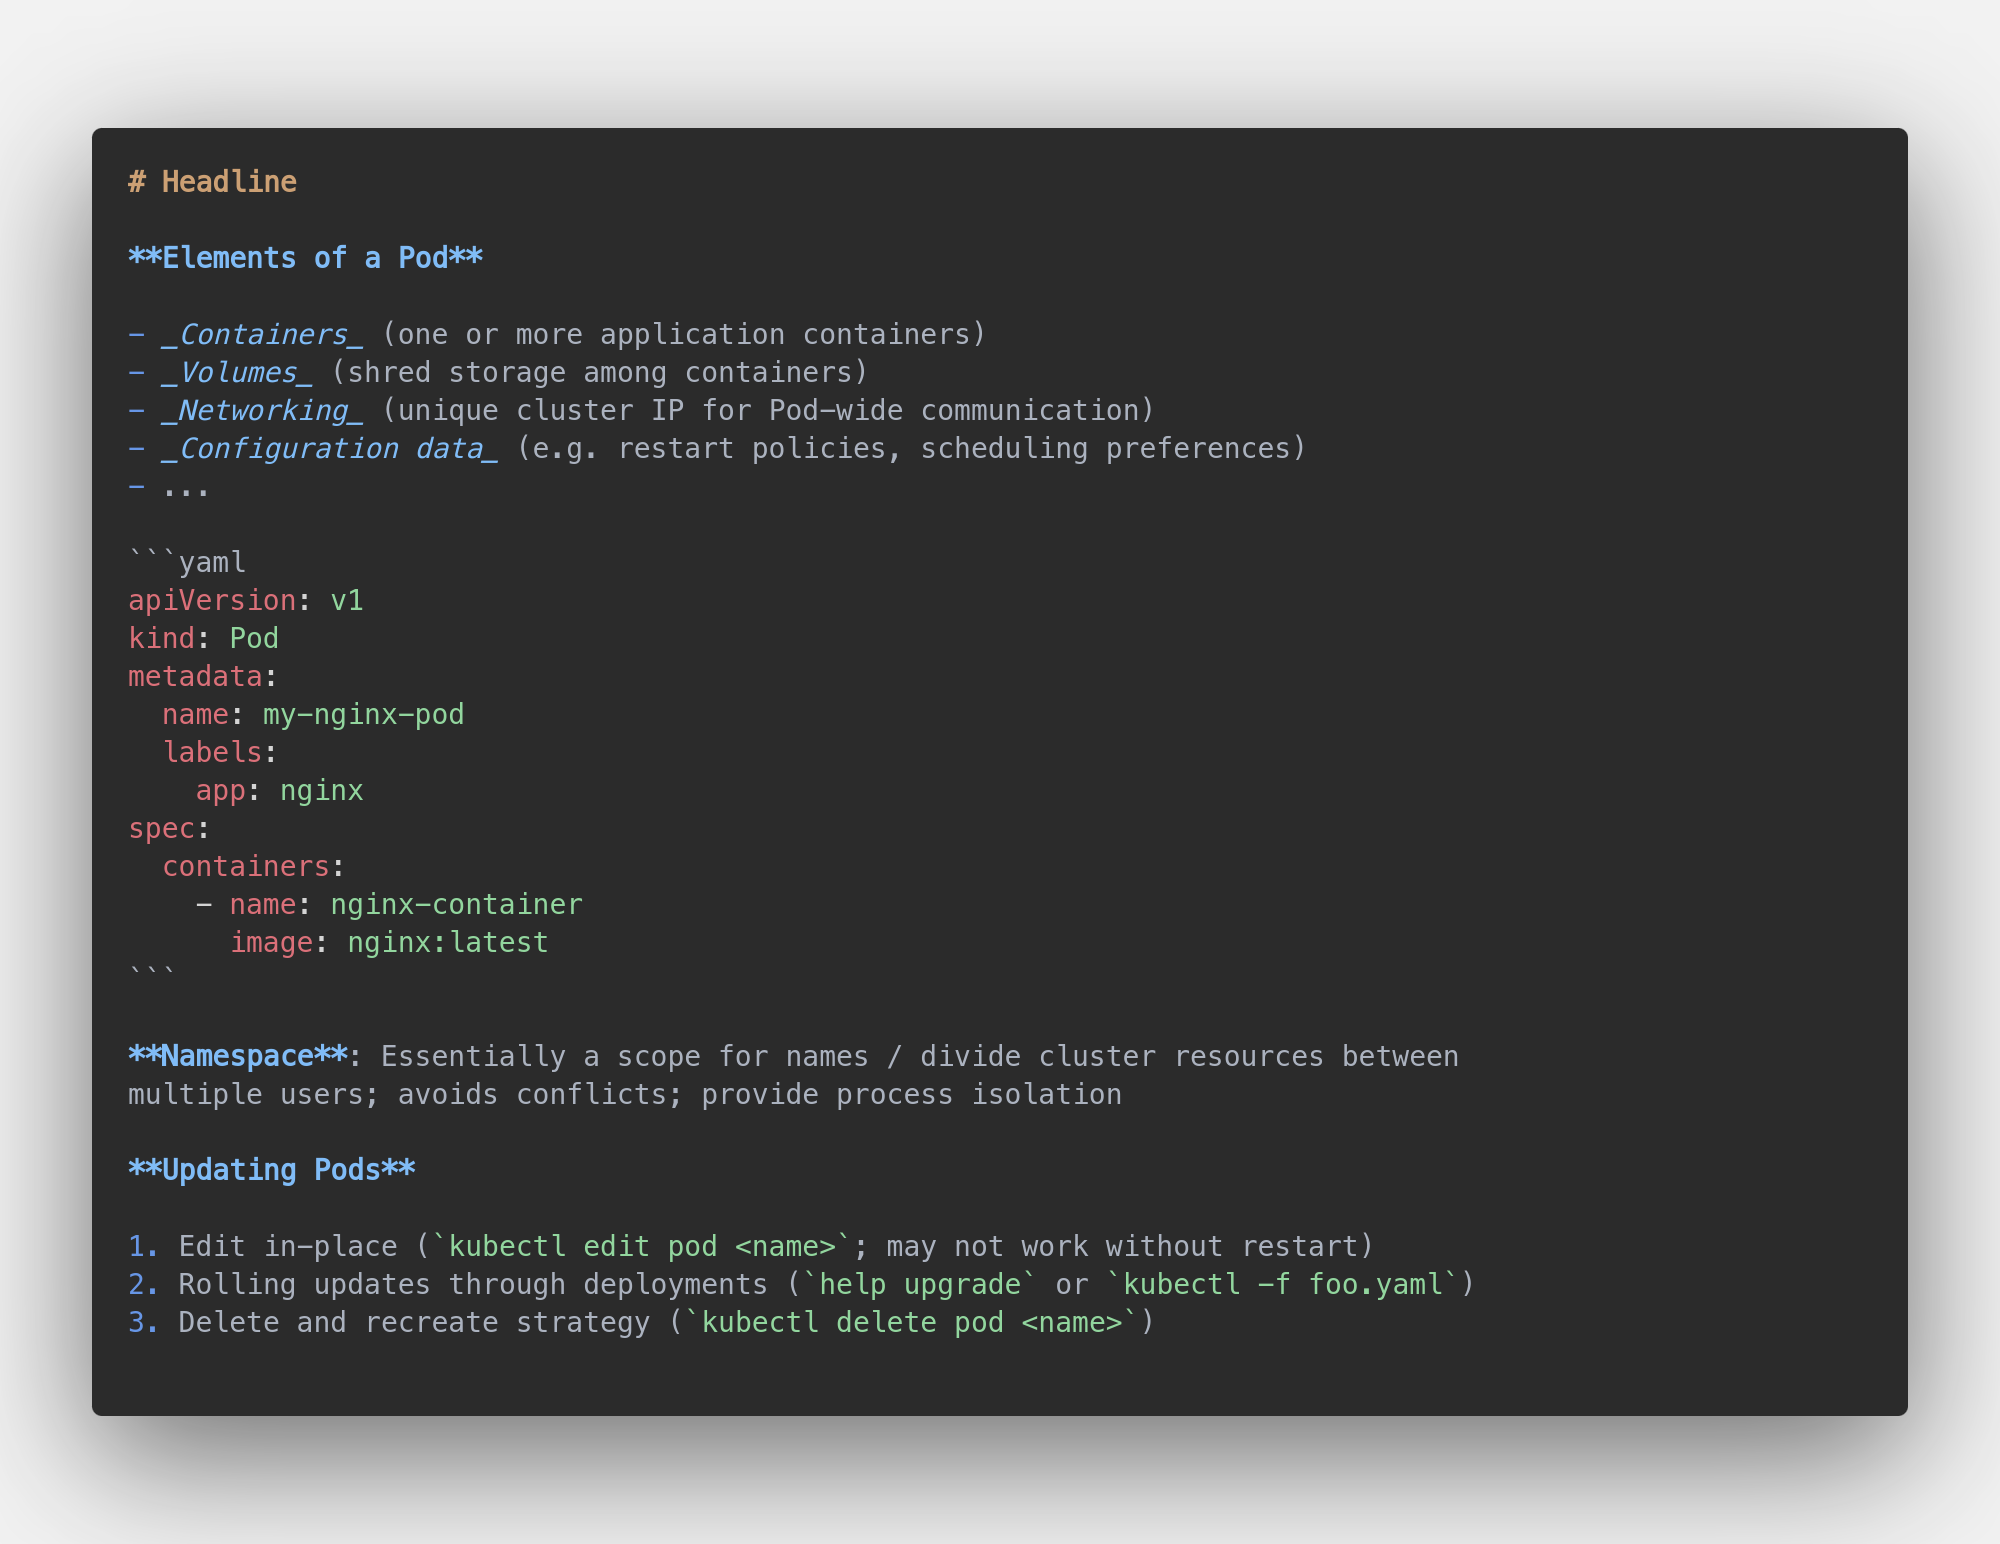 # Headline

**Elements of a Pod**

- _Containers_ (one or more application containers)
- _Volumes_ (shred storage among containers)
- _Networking_ (unique cluster IP for Pod-wide communication)
- _Configuration data_ (e.g. restart policies, scheduling preferences)
- ...

```yaml
apiVersion: v1
kind: Pod
metadata:
  name: my-nginx-pod
  labels:
    app: nginx
spec:
  containers:
    - name: nginx-container
      image: nginx:latest
```

**Namespace**: Essentially a scope for names / divide cluster resources between
multiple users; avoids conflicts; provide process isolation

**Updating Pods**

1. Edit in-place (`kubectl edit pod <name>`; may not work without restart)
2. Rolling updates through deployments (`help upgrade` or `kubectl -f foo.yaml`)
3. Delete and recreate strategy (`kubectl delete pod <name>`)